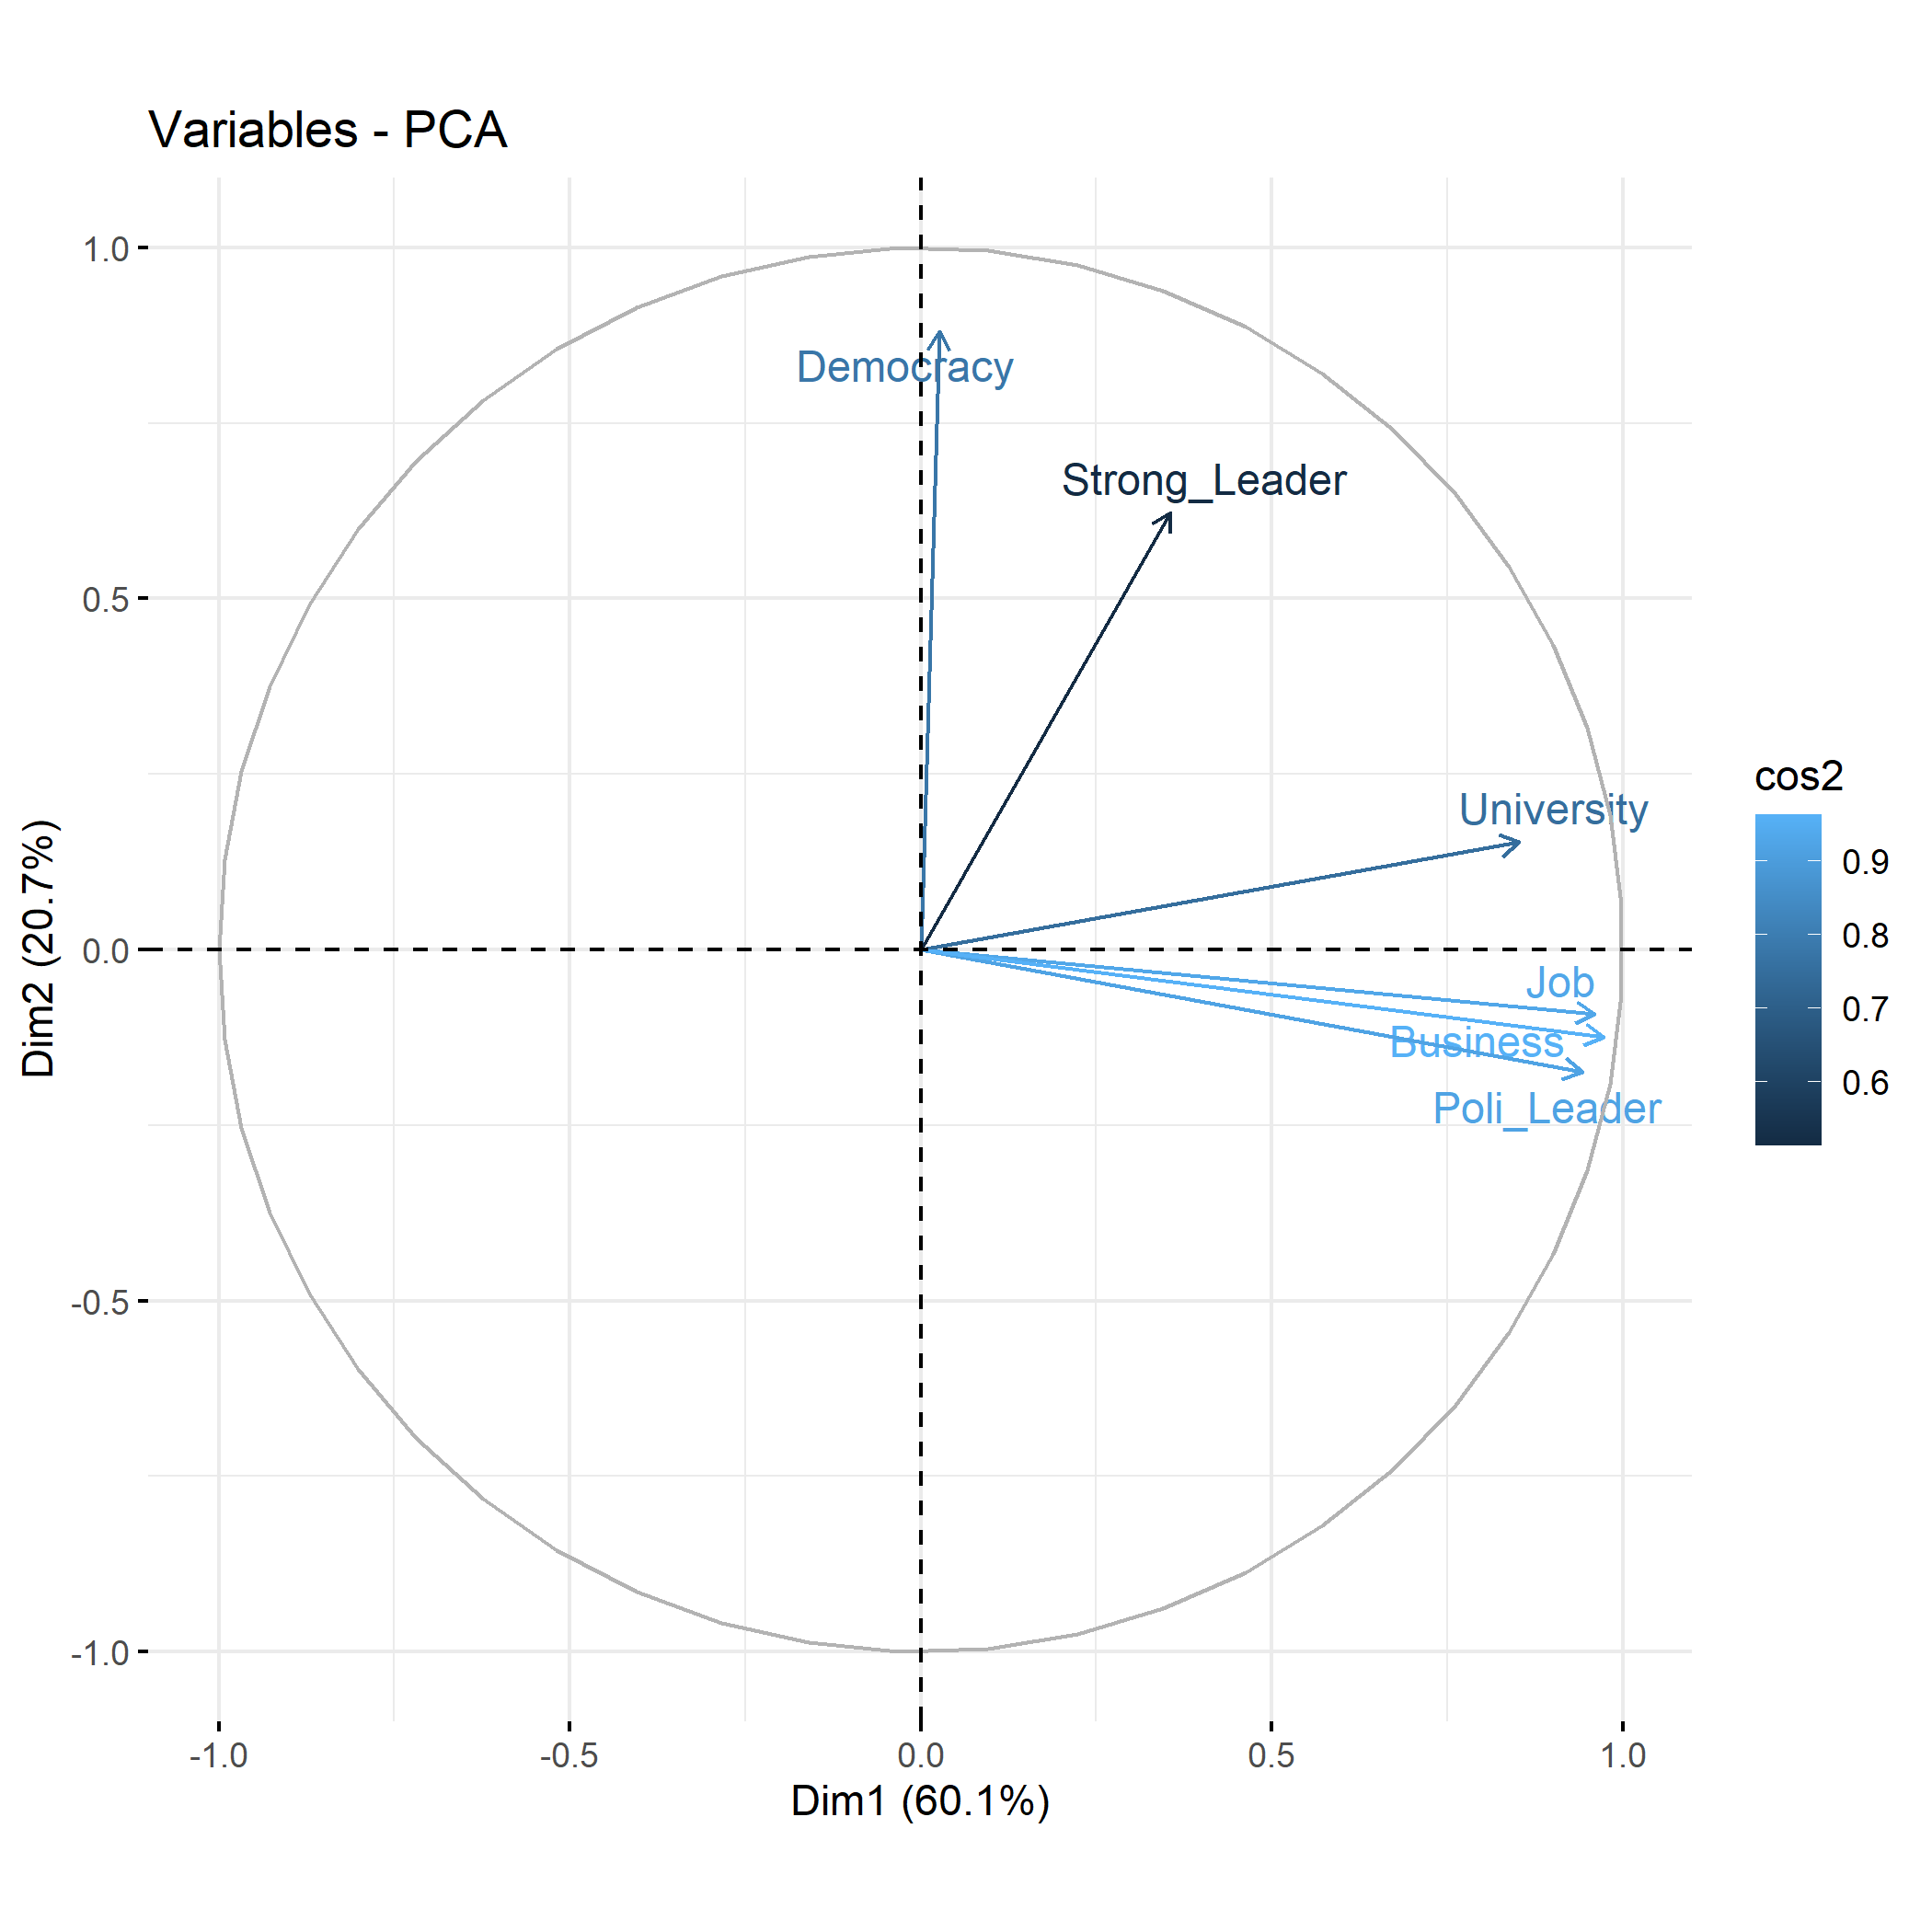 Variables - PCA
1.0
0.5
0.0
-0.5
-1.0
Dim2 (20.7%)
Democracy
Strong_Leader
University
Job
Business
Poli_Leader
-1.0
-0.5
0.0
0.5
1.0
Dim1 (60.1%)
cos2
0.9
0.8
0.7
0.6